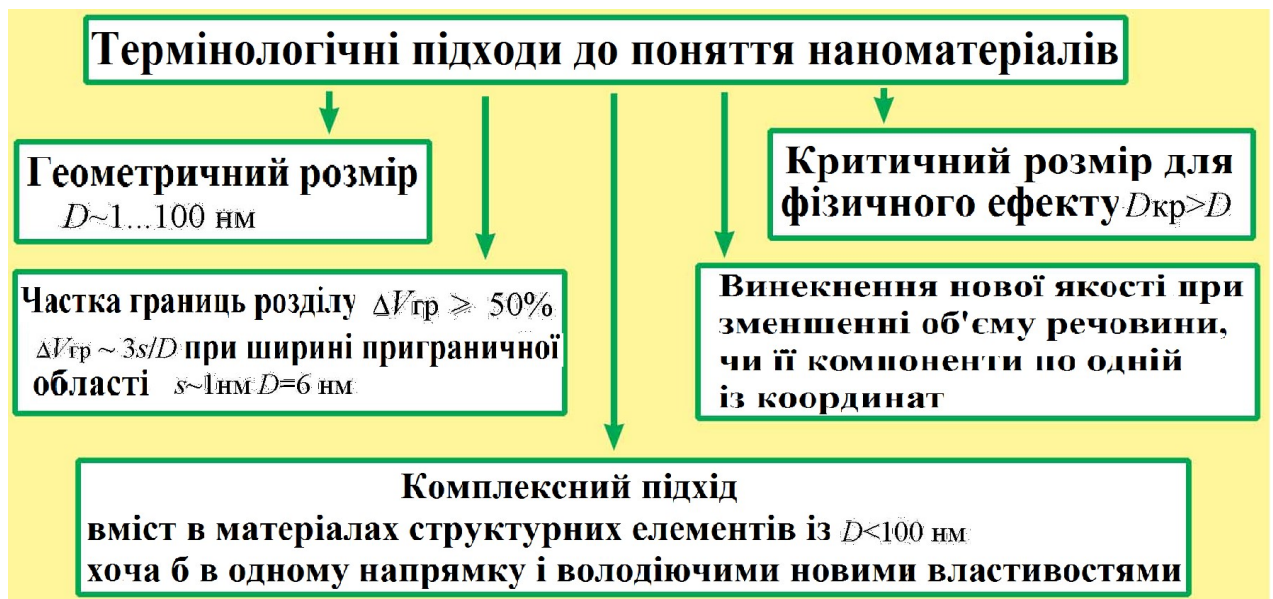 Термінологічні підходи до поняття наноматеріалів
Геометричний розмір
D~1...100 нм
Критичний розмір для
фізичного ефекту Dкр>D
Частка границь розділу ΔVгр ⩾ 50%
ΔVгр ~ 3s/D при ширині приграничної
області s~1нм D=6 нм
Винекнення нової якості при
зменшенні об'єму речовини,
чи її компоненти по одній
із координат
Комплексний підхід
вміст в матеріалах структурних елементів із D<100 нм
хоча б в одному напрямку і володіючими новими властивостями